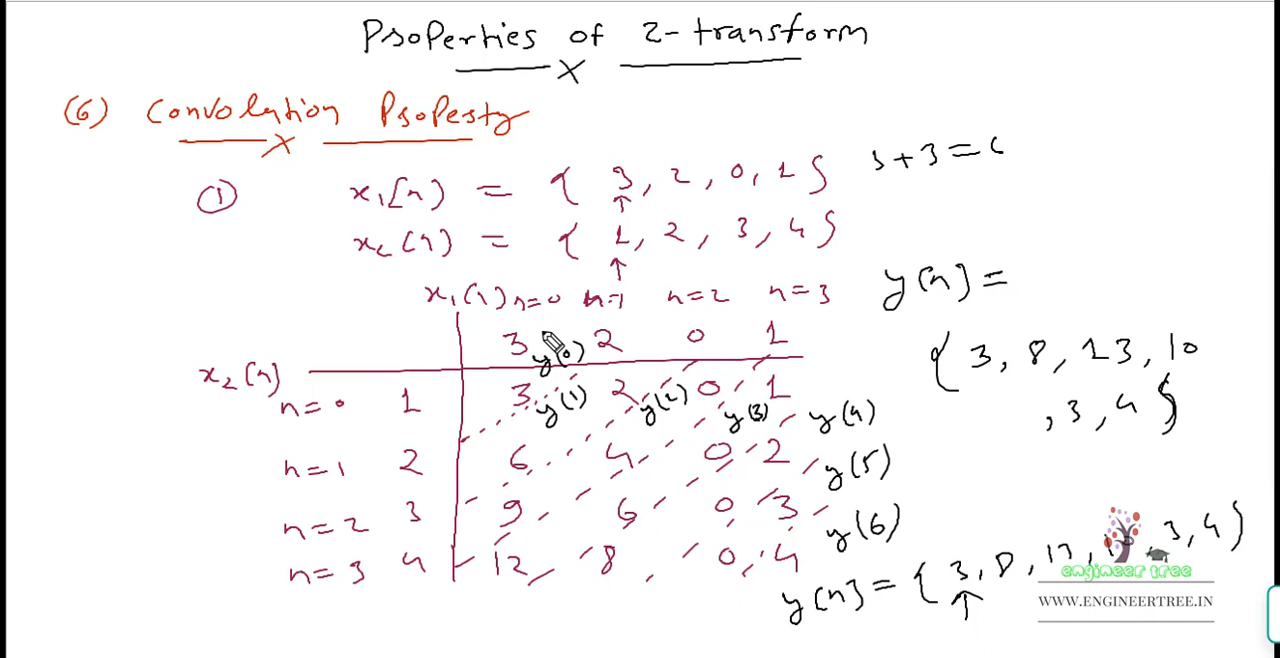 Properties of Z-transform
(6) Convolution Property
3+3=6
① x₁[n) = { 3, 2, 0, 1 }
↑
x₂(n) = { 1, 2, 3, 4 }
↑
x₁(n) n=0 n=1 n=2 n=3
3 2 0 1
x₂(n)
y(0)
n=0 1 3 2 0 1
y(1) y(2) y(3) y(4)
n=1 2 6 4 0 2
y(5)
n=2 3 9 6 0 3
y(6)
n=3 4 12 8 0 4
y[n] =
{ 3, 8, 13, 10
, 3, 4 }
y[n] = { 3, 8, 13, 3, 4 }
↑
engineer tree
WWW.ENGINEERTREE.IN